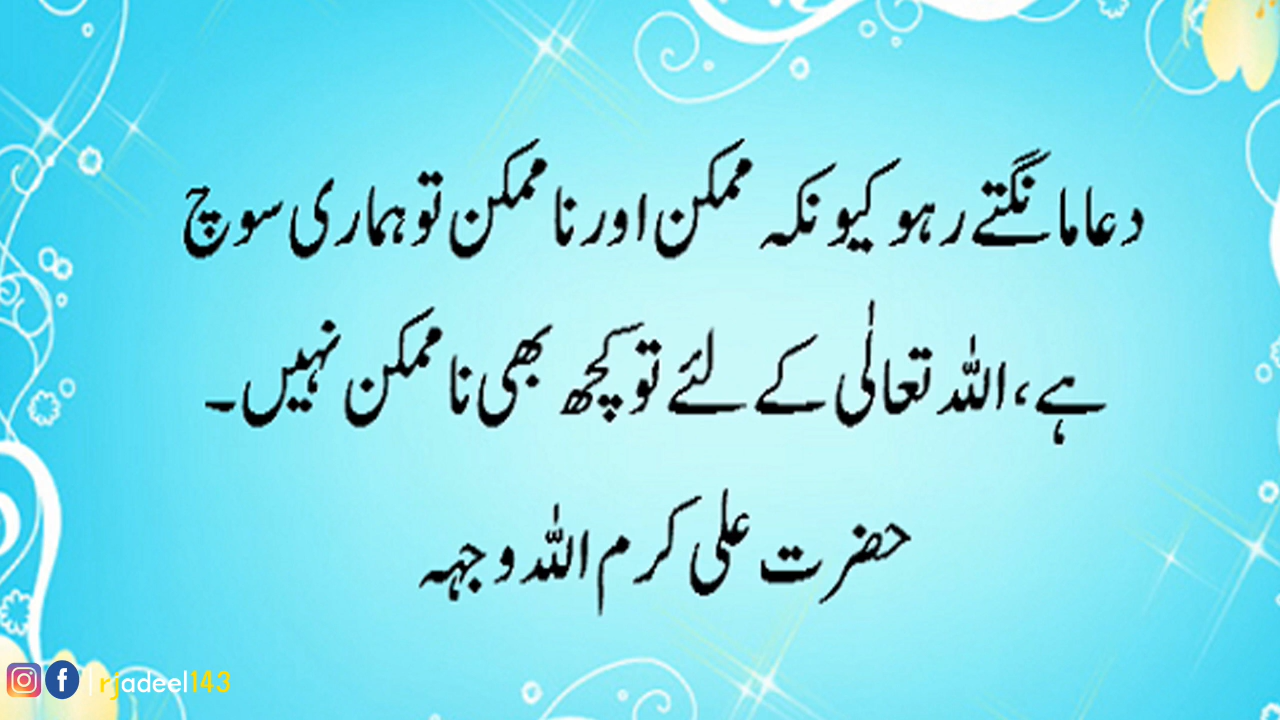 دعا مانگتے رہو کیونکہ ممکن اور ناممکن تو ہماری سوچ
ہے، اللہ تعالٰی کے لئے تو کچھ بھی ناممکن نہیں۔
حضرت علی کرم اللہ وجہہ
rjadeel143